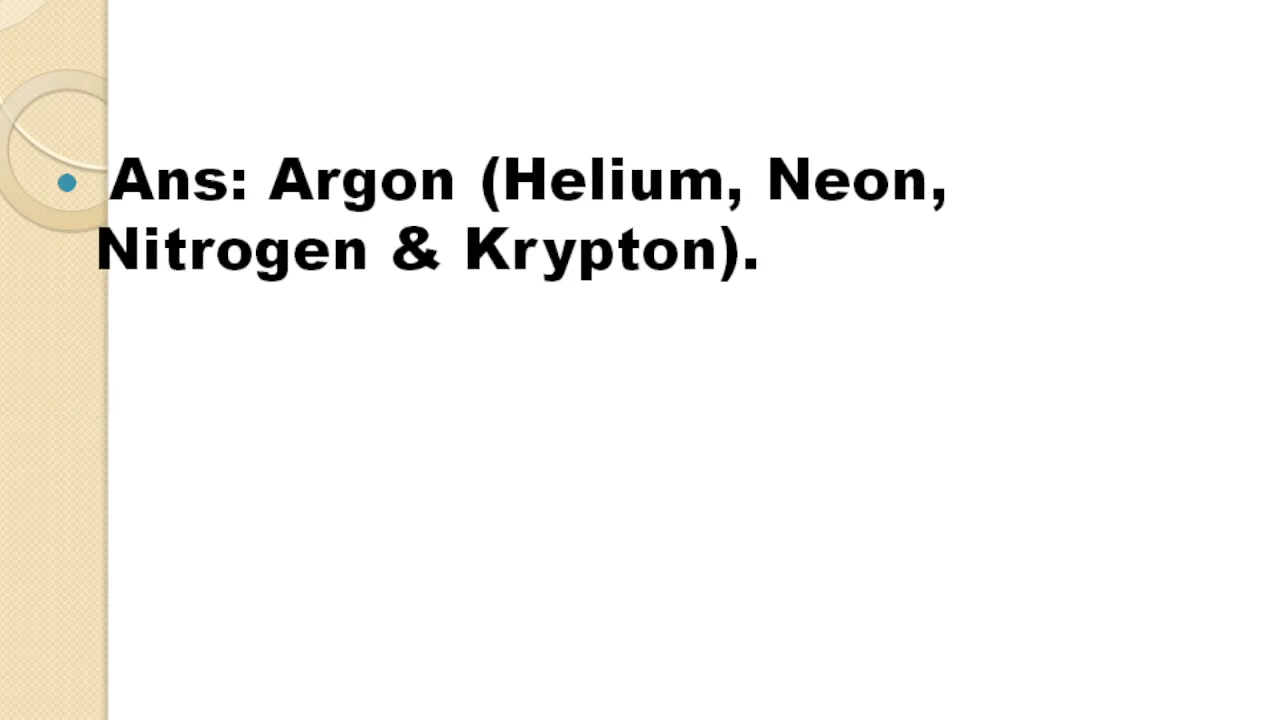 • Ans: Argon (Helium, Neon,
Nitrogen & Krypton).